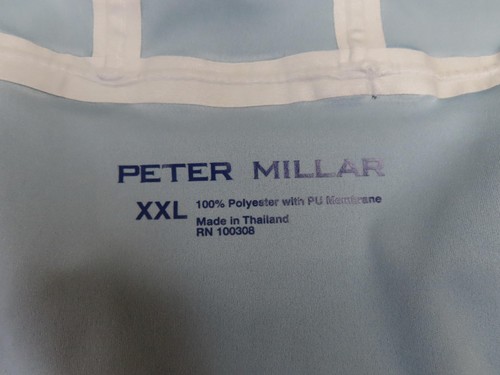 PETER MILLAR
XXL
100% Polyester with PU Membrane
Made in Thailand
RN 100308